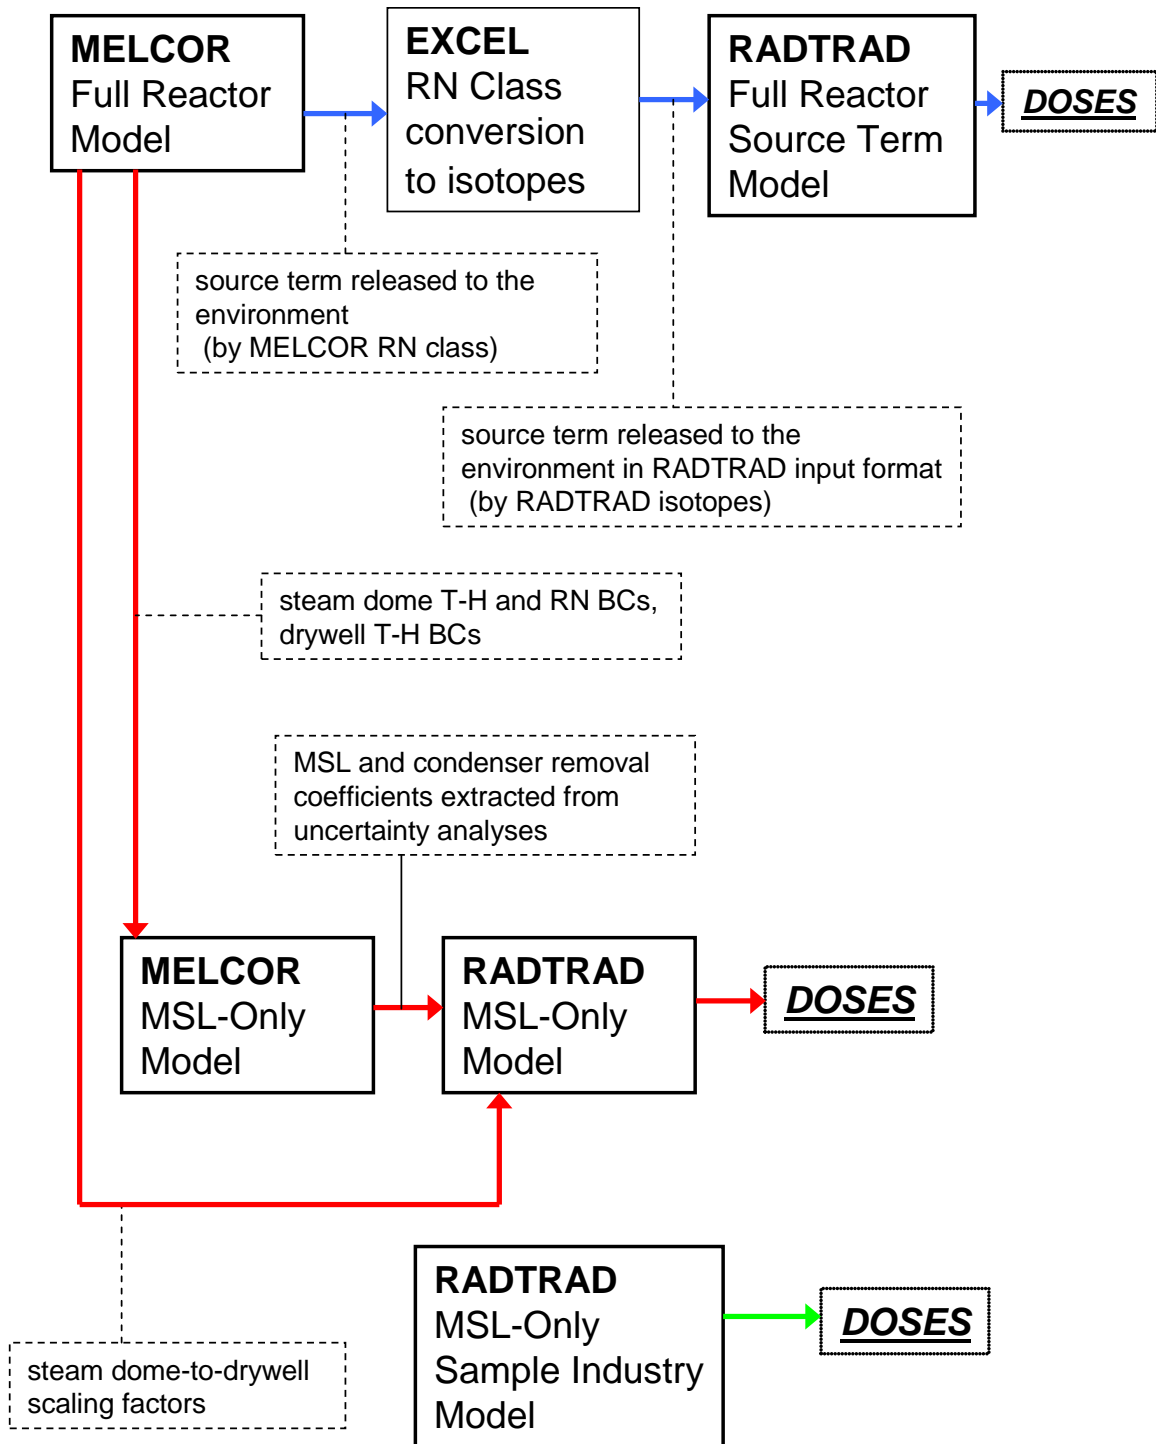 MELCOR
Full Reactor
Model
EXCEL
RN Class
conversion
to isotopes
RADTRAD
Full Reactor
Source Term
Model
DOSES
source term released to the
environment
(by MELCOR RN class)
source term released to the
environment in RADTRAD input format
(by RADTRAD isotopes)
steam dome T-H and RN BCs,
drywell T-H BCs
MSL and condenser removal
coefficients extracted from
uncertainty analyses
MELCOR
MSL-Only
Model
RADTRAD
MSL-Only
Model
DOSES
RADTRAD
MSL-Only
Sample Industry
Model
DOSES
steam dome-to-drywell
scaling factors